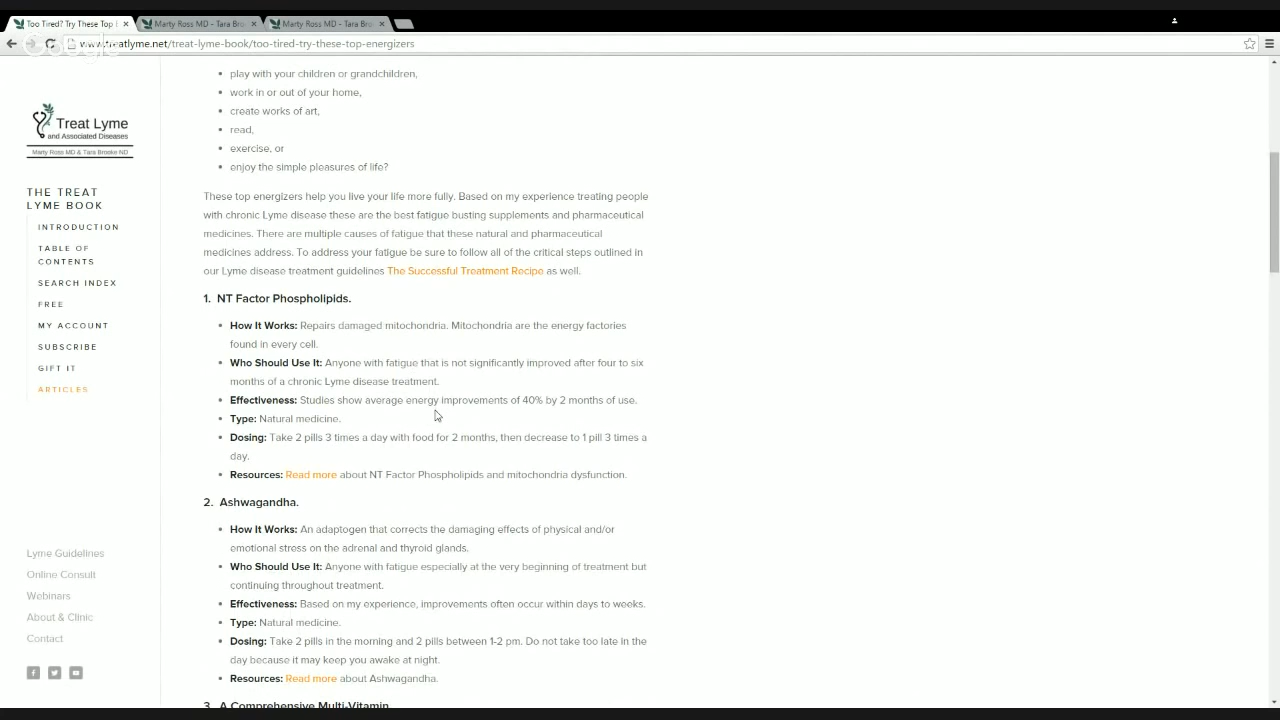 Too Tired? Try These Top
Marty Ross MD - Tara Bro
Marty Ross MD - Tara Bro
www.treatlyme.net/treat-lyme-book/too-tired-try-these-top-energizers
Google
Treat Lyme
and Associated Diseases
Marty Ross MD & Tara Brooke ND
THE TREAT
LYME BOOK
INTRODUCTION
TABLE OF
CONTENTS
SEARCH INDEX
FREE
MY ACCOUNT
SUBSCRIBE
GIFT IT
ARTICLES
Lyme Guidelines
Online Consult
Webinars
About & Clinic
Contact
• play with your children or grandchildren,
• work in or out of your home,
• create works of art,
• read,
• exercise, or
• enjoy the simple pleasures of life?
These top energizers help you live your life more fully. Based on my experience treating people
with chronic Lyme disease these are the best fatigue busting supplements and pharmaceutical
medicines. There are multiple causes of fatigue that these natural and pharmaceutical
medicines address. To address your fatigue be sure to follow all of the critical steps outlined in
our Lyme disease treatment guidelines The Successful Treatment Recipe as well.
1. NT Factor Phospholipids.
• How It Works: Repairs damaged mitochondria. Mitochondria are the energy factories
found in every cell.
• Who Should Use It: Anyone with fatigue that is not significantly improved after four to six
months of a chronic Lyme disease treatment.
• Effectiveness: Studies show average energy improvements of 40% by 2 months of use.
• Type: Natural medicine.
• Dosing: Take 2 pills 3 times a day with food for 2 months, then decrease to 1 pill 3 times a
day.
• Resources: Read more about NT Factor Phospholipids and mitochondria dysfunction.
2. Ashwagandha.
• How It Works: An adaptogen that corrects the damaging effects of physical and/or
emotional stress on the adrenal and thyroid glands.
• Who Should Use It: Anyone with fatigue especially at the very beginning of treatment but
continuing throughout treatment.
• Effectiveness: Based on my experience, improvements often occur within days to weeks.
• Type: Natural medicine.
• Dosing: Take 2 pills in the morning and 2 pills between 1-2 pm. Do not take too late in the
day because it may keep you awake at night.
• Resources: Read more about Ashwagandha.
3. A Comprehensive Multi-Vitamin